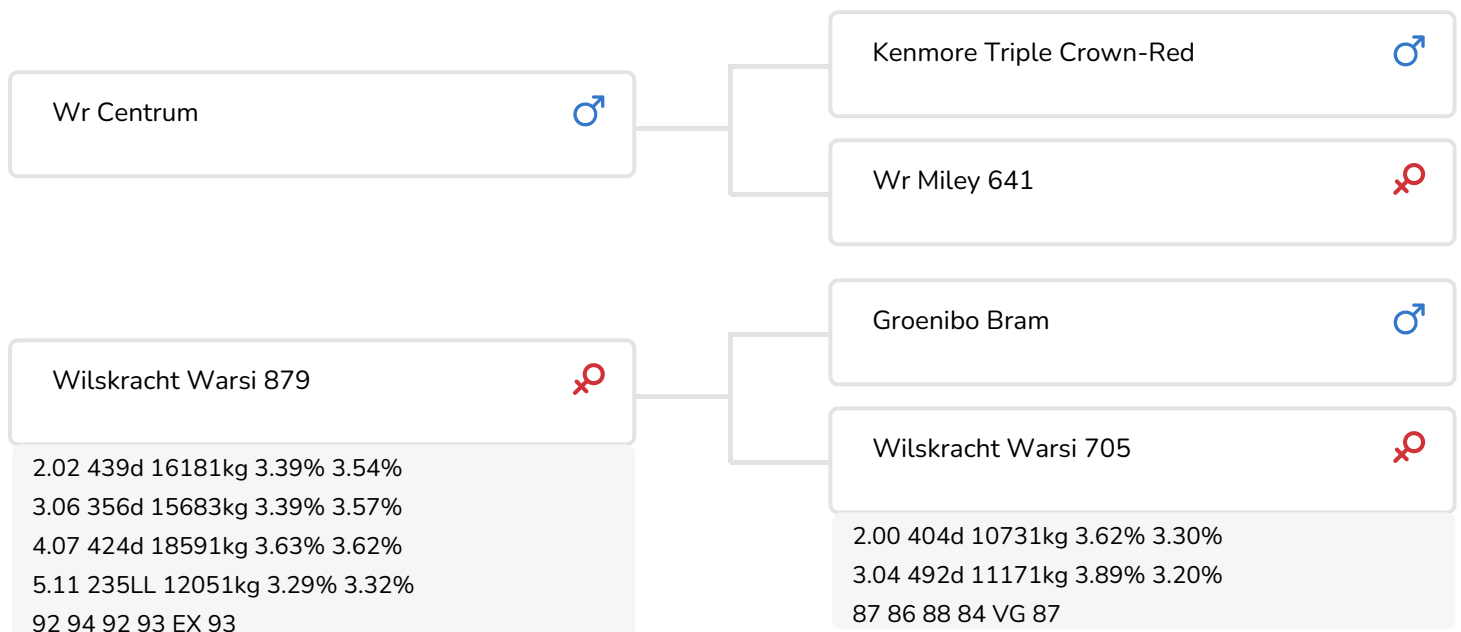 Wr Centrum
Kenmore Triple Crown-Red
Wr Miley 641
Wilskracht Warsi 879
2.02 439d 16181kg 3.39% 3.54%
3.06 356d 15683kg 3.39% 3.57%
4.07 424d 18591kg 3.63% 3.62%
5.11 235LL 12051kg 3.29% 3.32%
92 94 92 93 EX 93
Groenibo Bram
Wilskracht Warsi 705
2.00 404d 10731kg 3.62% 3.30%
3.04 492d 11171kg 3.89% 3.20%
87 86 88 84 VG 87